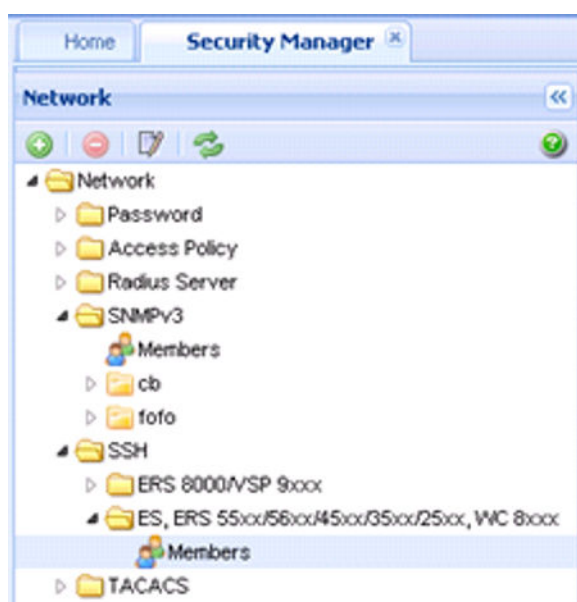 Home Security Manager
Network
Network
Password
Access Policy
Radius Server
SNMPv3
Members
cb
fofo
SSH
ERS 8000/VSP 9xxx
ES, ERS 55xx/56xx/45xx/35xx/25xx, WC 8xxx
Members
TACACS